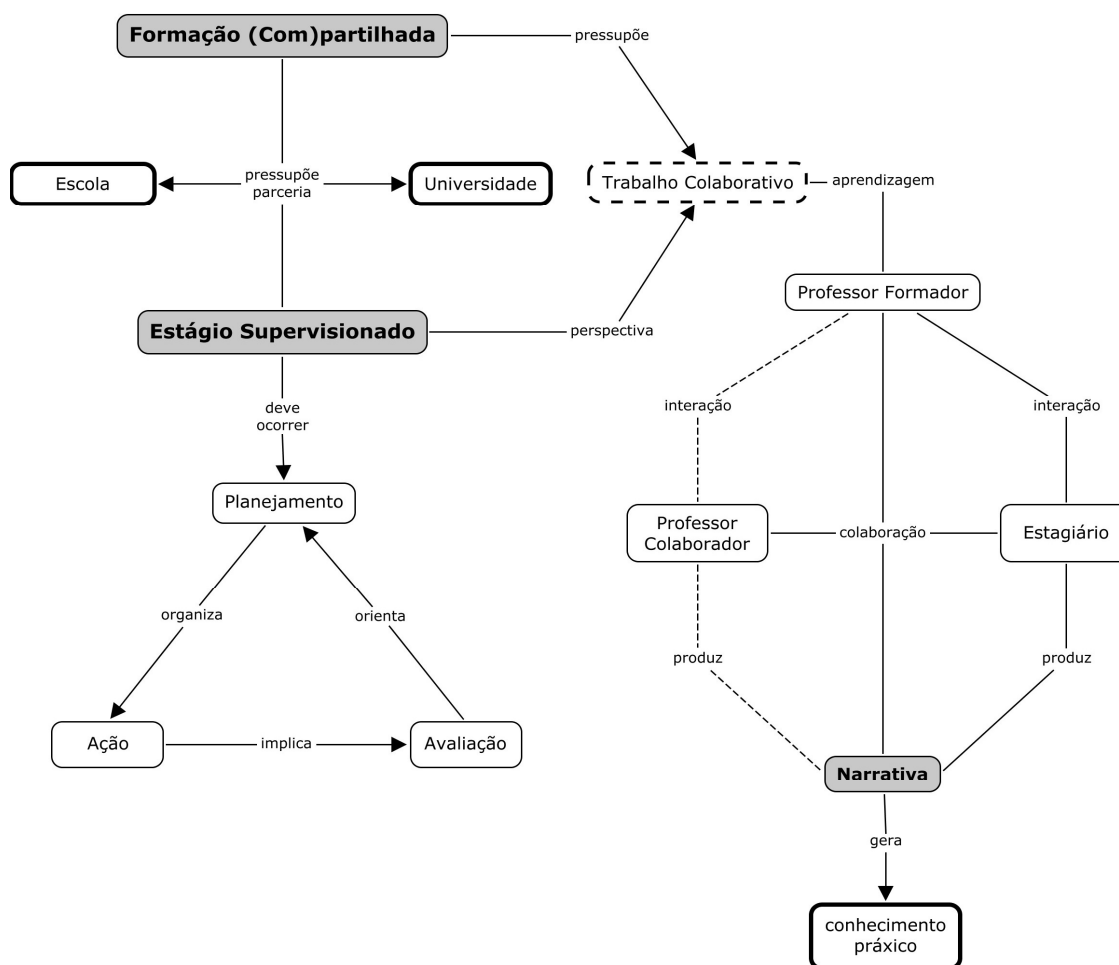 Formação (Com)partilhada
pressupõe
Escola
pressupõe
parceria
Universidade
Trabalho Colaborativo
aprendizagem
Professor Formador
Estágio Supervisionado
perspectiva
deve
ocorrer
interação
interação
Planejamento
Professor
Colaborador
colaboração
Estagiário
organiza
orienta
produz
produz
Ação
implica
Avaliação
Narrativa
gera
conhecimento
práxico